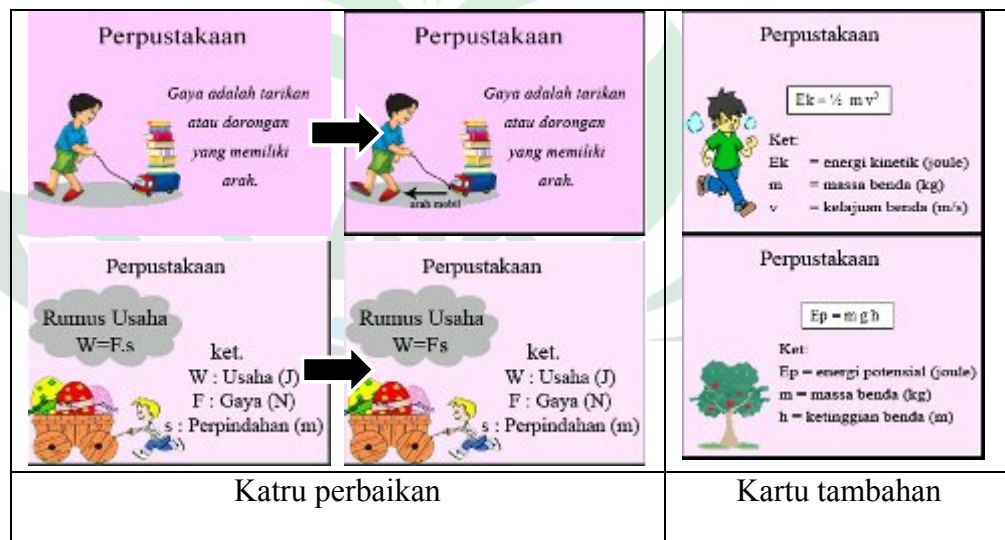 Perpustakaan
Gaya adalah tarikan
atau dorongan
yang memiliki
arah.
Perpustakaan
Gaya adalah tarikan
atau dorongan
yang memiliki
arah.
arah mobil
Perpustakaan
Ek = ½ m v²
Ket:
Ek = energi kinetik (joule)
m = massa benda (kg)
v = kelajuan benda (m/s)
Perpustakaan
Rumus Usaha
W=F.s
ket.
W : Usaha (J)
F : Gaya (N)
s : Perpindahan (m)
Perpustakaan
Rumus Usaha
W=Fs
ket.
W : Usaha (J)
F : Gaya (N)
s : Perpindahan (m)
Perpustakaan
Ep = m g h
Ket:
Ep = energi potensial (joule)
m = massa benda (kg)
h = ketinggian benda (m)
Katru perbaikan
Kartu tambahan